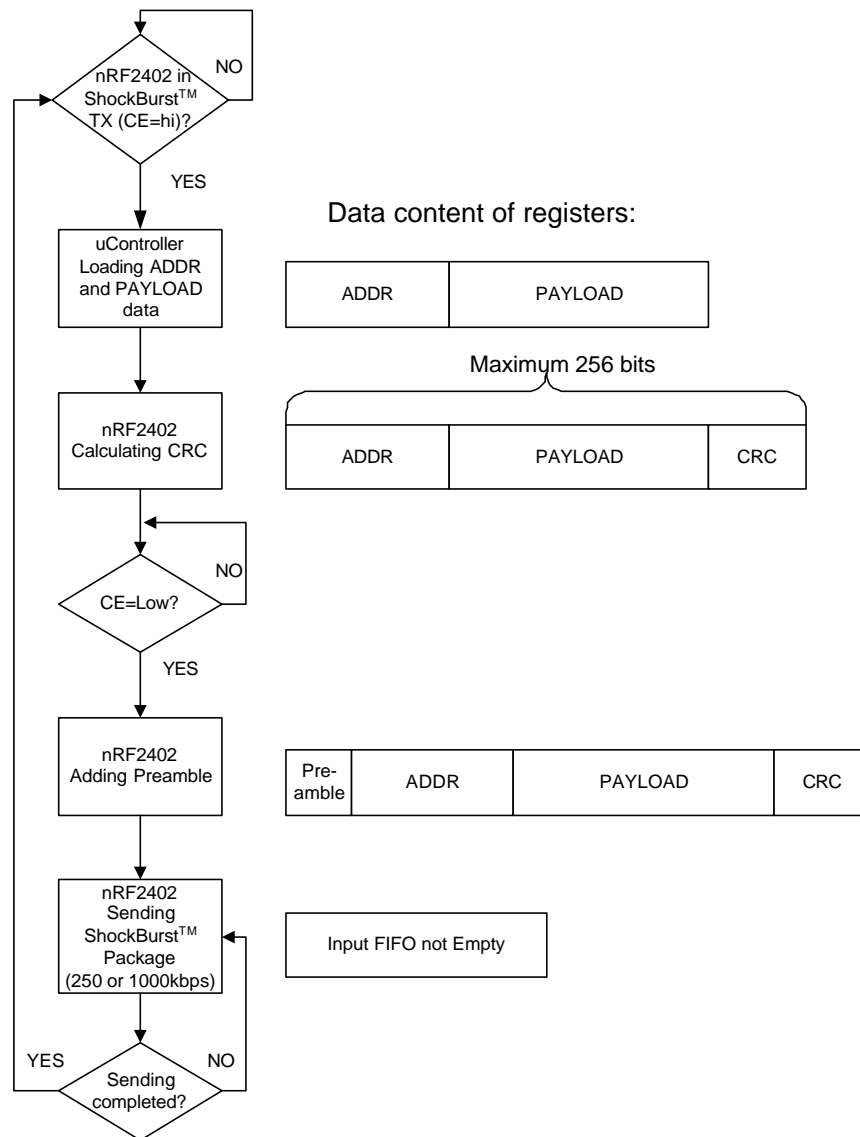 NO
nRF2402 in
ShockBurst™
TX (CE=hi)?
YES
Data content of registers:
uController
Loading ADDR
and PAYLOAD
data
ADDR PAYLOAD
Maximum 256 bits
nRF2402
Calculating CRC
ADDR PAYLOAD CRC
NO
CE=Low?
YES
nRF2402
Adding Preamble
Pre-
amble
ADDR PAYLOAD CRC
nRF2402
Sending
ShockBurst™
Package
(250 or 1000kbps)
Input FIFO not Empty
YES NO
Sending
completed?